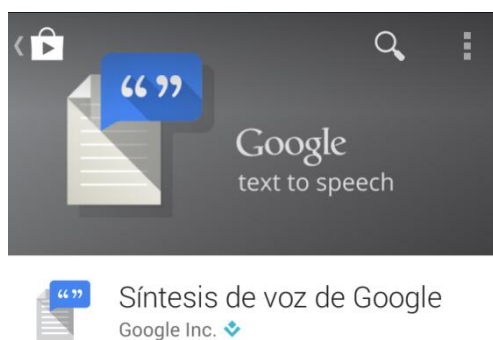 “ ”
Google
text to speech
“ ”
Síntesis de voz de Google
Google Inc.